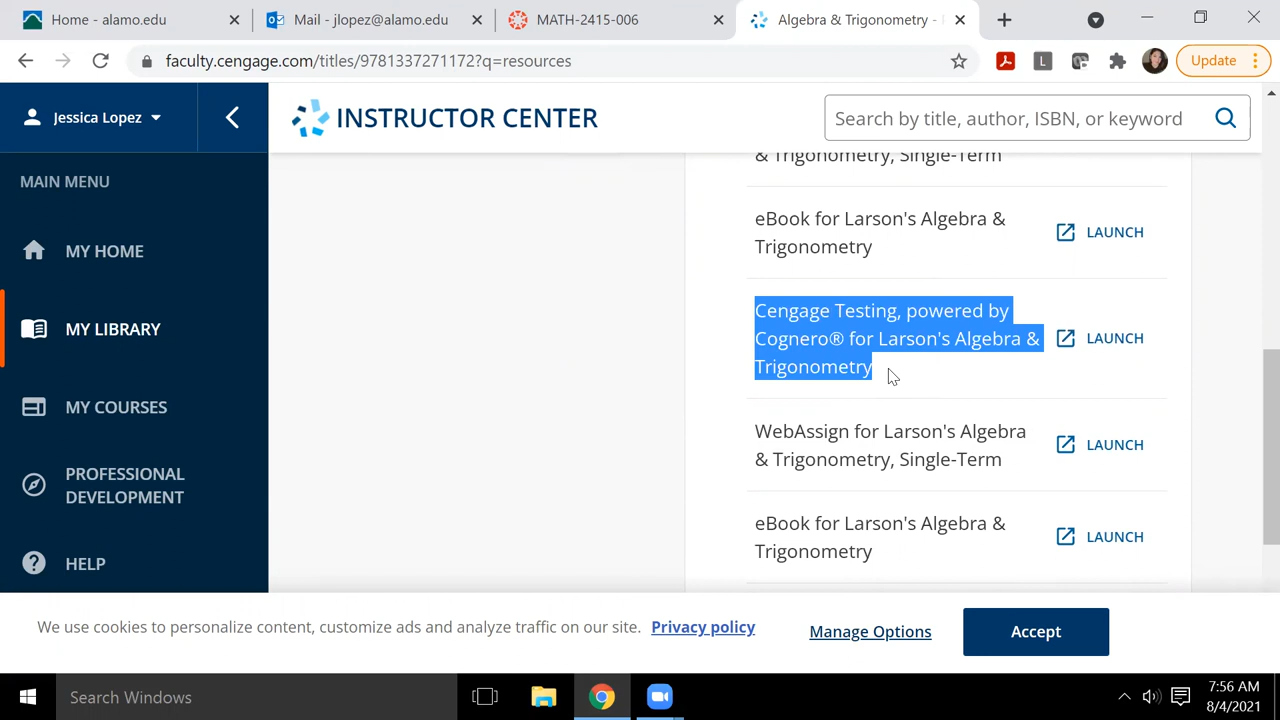 Home - alamo.edu
Mail - jlopez@alamo.edu
MATH-2415-006
Algebra & Trigonometry -
faculty.cengage.com/titles/9781337271172?q=resources
L
Update
Jessica Lopez
INSTRUCTOR CENTER
Search by title, author, ISBN, or keyword
MAIN MENU
MY HOME
MY LIBRARY
MY COURSES
PROFESSIONAL
DEVELOPMENT
HELP
& Trigonometry, Single-Term
eBook for Larson's Algebra &
Trigonometry
LAUNCH
Cengage Testing, powered by
Cognero® for Larson's Algebra &
Trigonometry
LAUNCH
WebAssign for Larson's Algebra
& Trigonometry, Single-Term
LAUNCH
eBook for Larson's Algebra &
Trigonometry
LAUNCH
We use cookies to personalize content, customize ads and analyze traffic on our site. Privacy policy
Manage Options
Accept
Search Windows
7:56 AM
8/4/2021